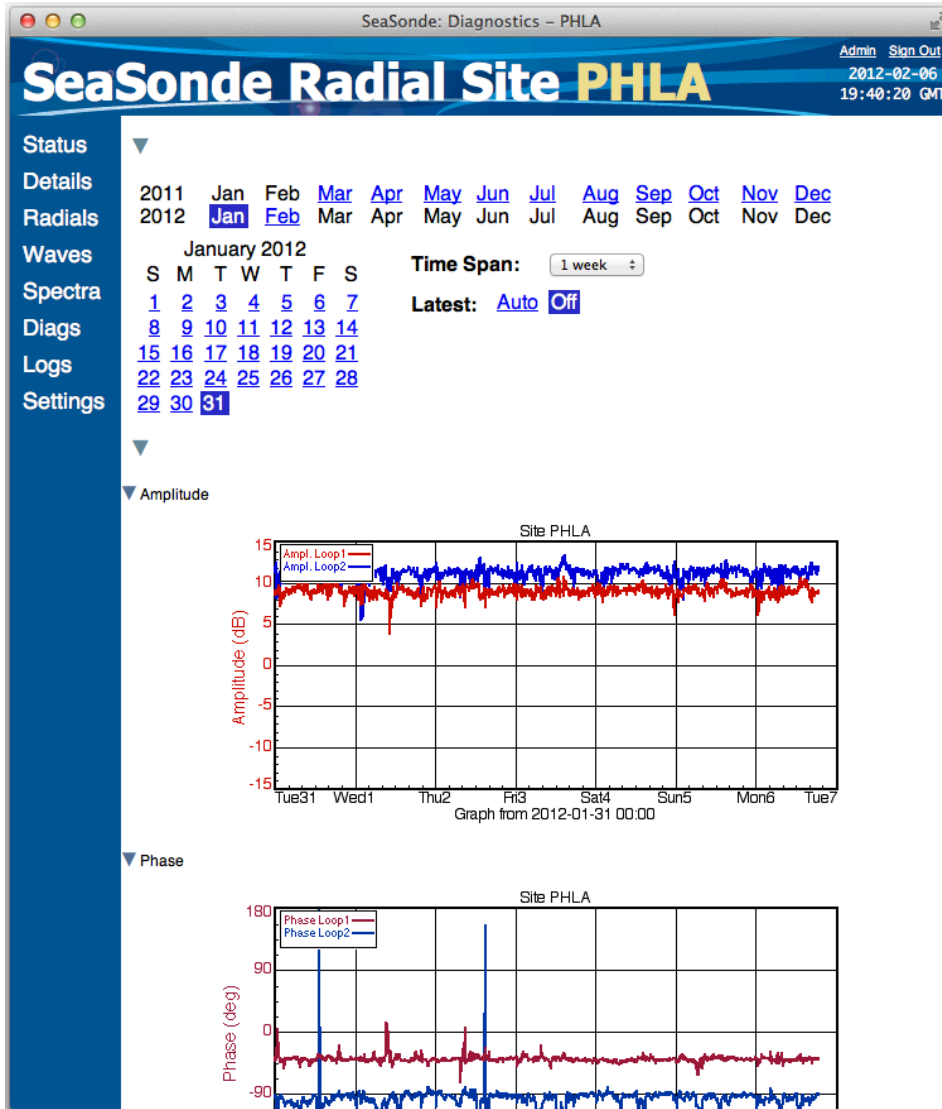 SeaSonde: Diagnostics – PHLA
Admin Sign Out
SeaSonde Radial Site PHLA
2012-02-06
19:40:20 GMT
Status
Details
Radials
Waves
Spectra
Diags
Logs
Settings
2011 Jan Feb Mar Apr May Jun Jul Aug Sep Oct Nov Dec
2012 Jan Feb Mar Apr May Jun Jul Aug Sep Oct Nov Dec
January 2012
S M T W T F S
1 2 3 4 5 6 7
8 9 10 11 12 13 14
15 16 17 18 19 20 21
22 23 24 25 26 27 28
29 30 31
Time Span: 1 week
Latest: Auto Off
Amplitude
Site PHLA
Ampl. Loop1
Ampl. Loop2
Amplitude (dB)
15
10
5
0
-5
-10
-15
Tue31 Wed1 Thu2 Fri3 Sat4 Sun5 Mon6 Tue7
Graph from 2012-01-31 00:00
Phase
Site PHLA
Phase Loop1
Phase Loop2
Phase (deg)
180
90
0
-90